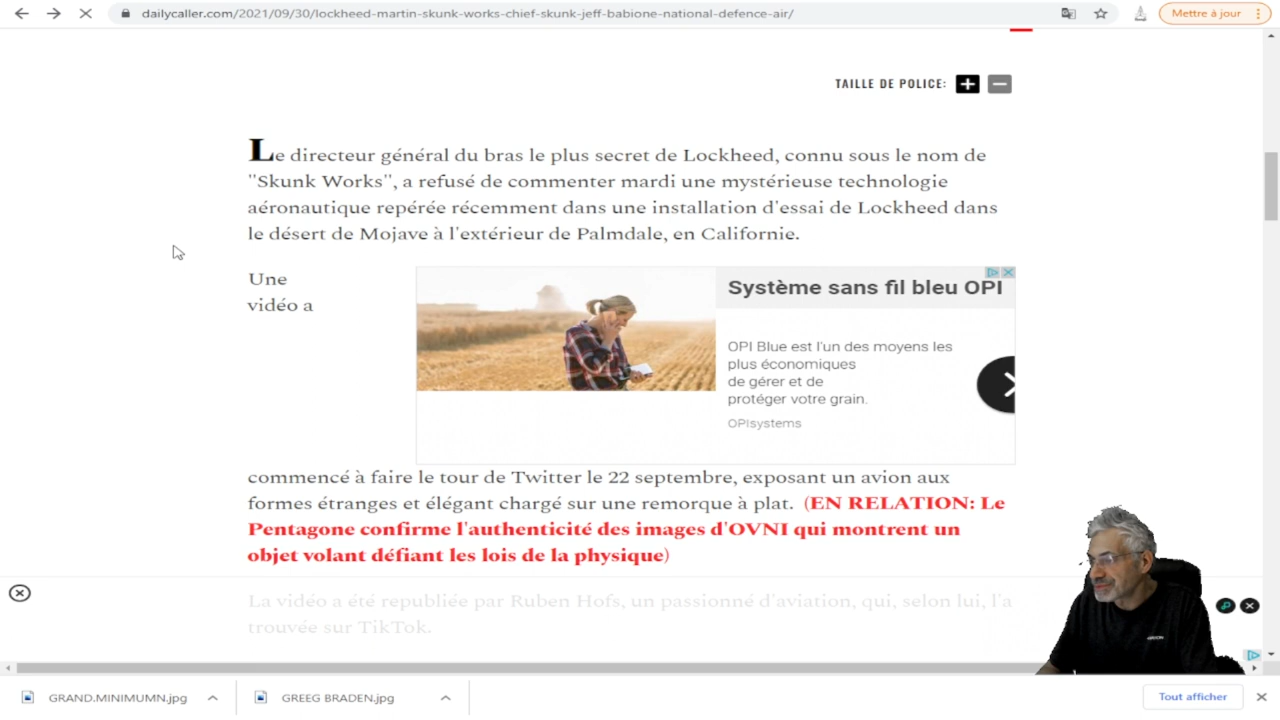 dailycaller.com/2021/09/30/lockheed-martin-skunk-works-chief-skunk-jeff-babione-national-defence-air/
Mettre à jour
TAILLE DE POLICE:
Le directeur général du bras le plus secret de Lockheed, connu sous le nom de
"Skunk Works", a refusé de commenter mardi une mystérieuse technologie
aéronautique repérée récemment dans une installation d'essai de Lockheed dans
le désert de Mojave à l'extérieur de Palmdale, en Californie.
Une
vidéo a
Système sans fil bleu OPI
OPI Blue est l'un des moyens les
plus économiques
de gérer et de
protéger votre grain.
OPIsystems
commencé à faire le tour de Twitter le 22 septembre, exposant un avion aux
formes étranges et élégant chargé sur une remorque à plat. (EN RELATION: Le
Pentagone confirme l'authenticité des images d'OVNI qui montrent un
objet volant défiant les lois de la physique)
La vidéo a été republiée par Ruben Hofs, un passionné d'aviation, qui, selon lui, l'a
trouvée sur TikTok.
GRAND.MINIMUMN.jpg
GREEG BRADEN.jpg
Tout afficher